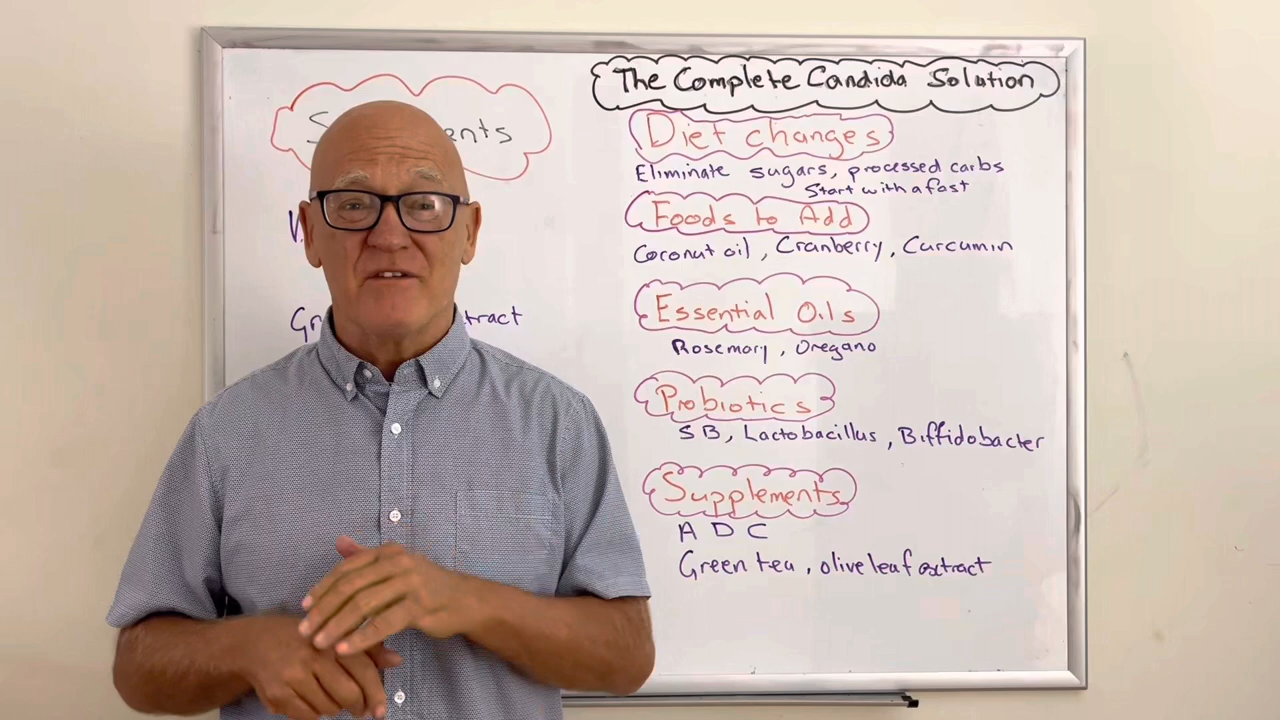 The Complete Candida Solution
Diet changes
Eliminate sugars, processed carbs
Start with a fast
Foods to Add
Coconut oil, Cranberry, Curcumin
Essential Oils
Rosemary, Oregano
Probiotics
SB, Lactobacillus, Biffidobacter
Supplements
A D C
Green tea, olive leaf extract